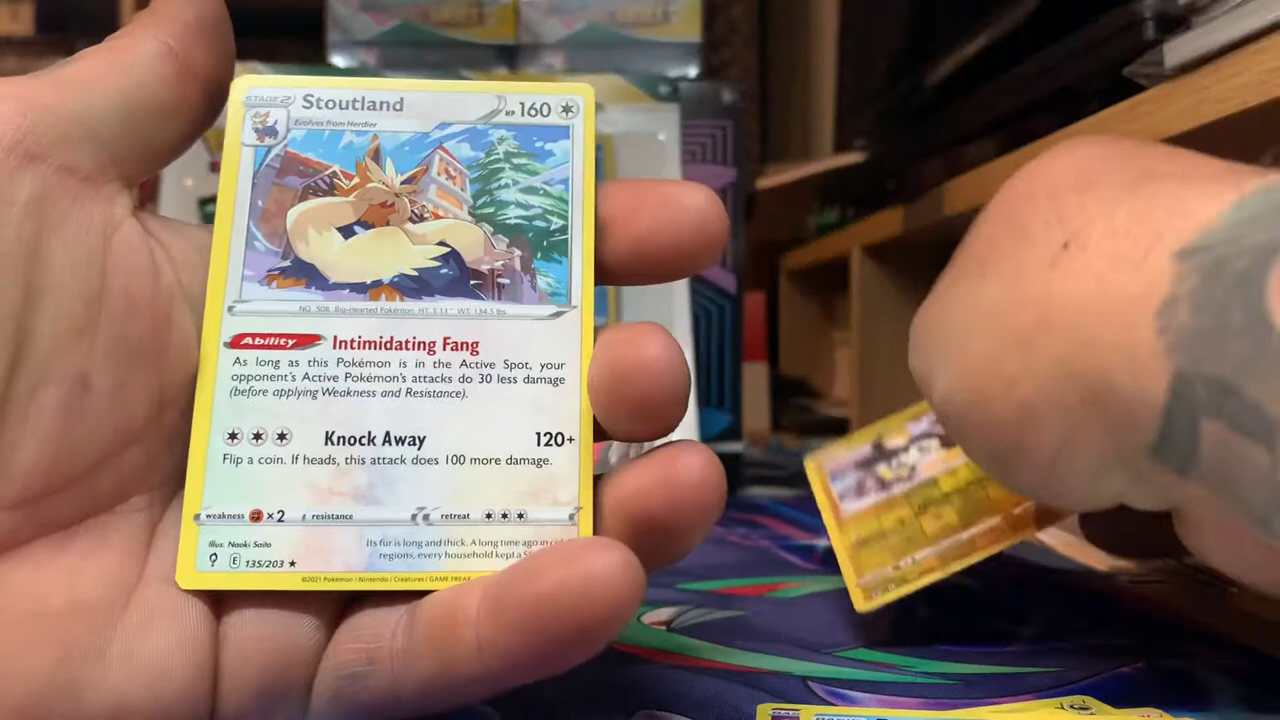 STAGE2 Stoutland HP 160
Evolves from Herdier
NO. 508 Big-Hearted Pokémon HT: 3'11" WT: 134.5 lbs.
Ability Intimidating Fang
As long as this Pokémon is in the Active Spot, your
opponent's Active Pokémon's attacks do 30 less damage
(before applying Weakness and Resistance).
Knock Away 120+
Flip a coin. If heads, this attack does 100 more damage.
weakness ×2 resistance retreat
Illus. Naoki Saito
Its fur is long and thick. A long time ago in
regions, every household kept a
E 135/203 ★
©2021 Pokémon / Nintendo / Creatures / GAME FREAK